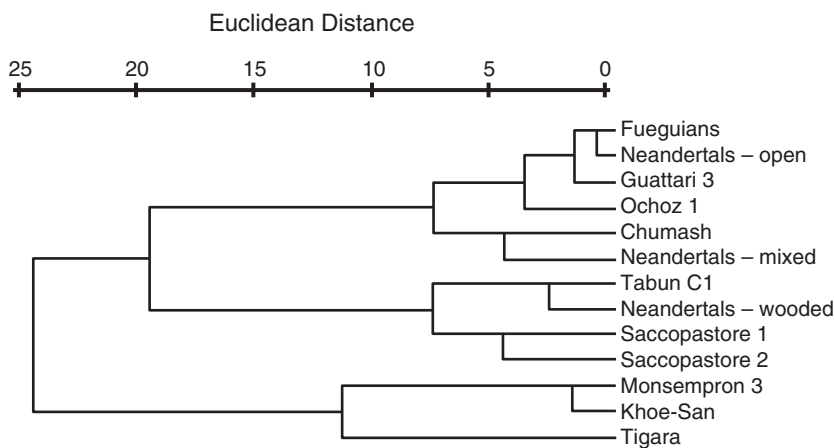 Euclidean Distance
25 20 15 10 5 0
Fueguians
Neandertals – open
Guattari 3
Ochoz 1
Chumash
Neandertals – mixed
Tabun C1
Neandertals – wooded
Saccopastore 1
Saccopastore 2
Monsempron 3
Khoe-San
Tigara